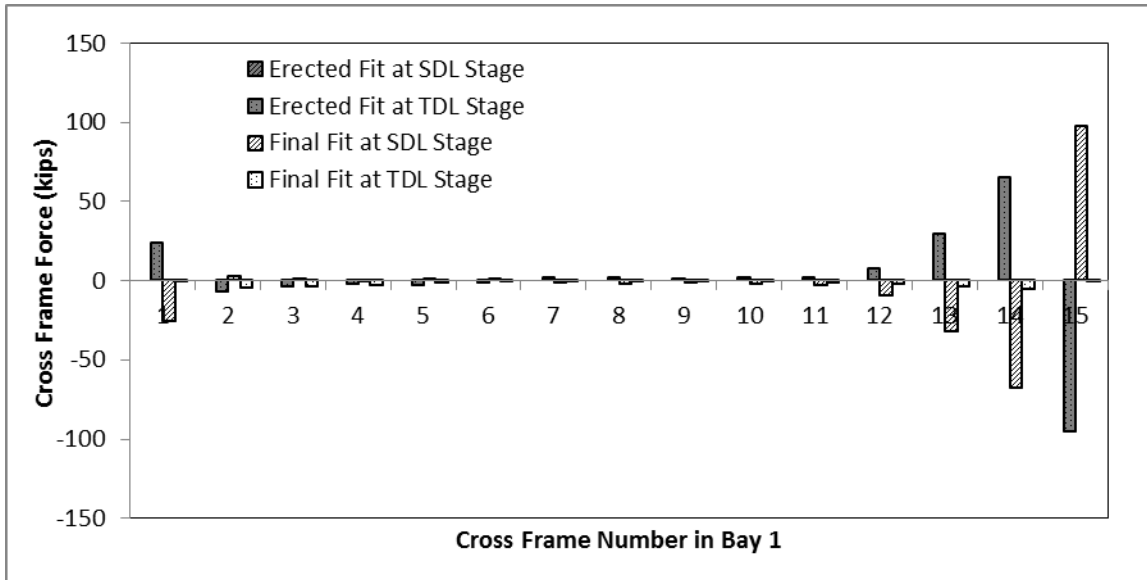 150
100
50
0
-50
-100
-150
Cross Frame Force (kips)
Erected Fit at SDL Stage
Erected Fit at TDL Stage
Final Fit at SDL Stage
Final Fit at TDL Stage
1 2 3 4 5 6 7 8 9 10 11 12 13 14 15
Cross Frame Number in Bay 1